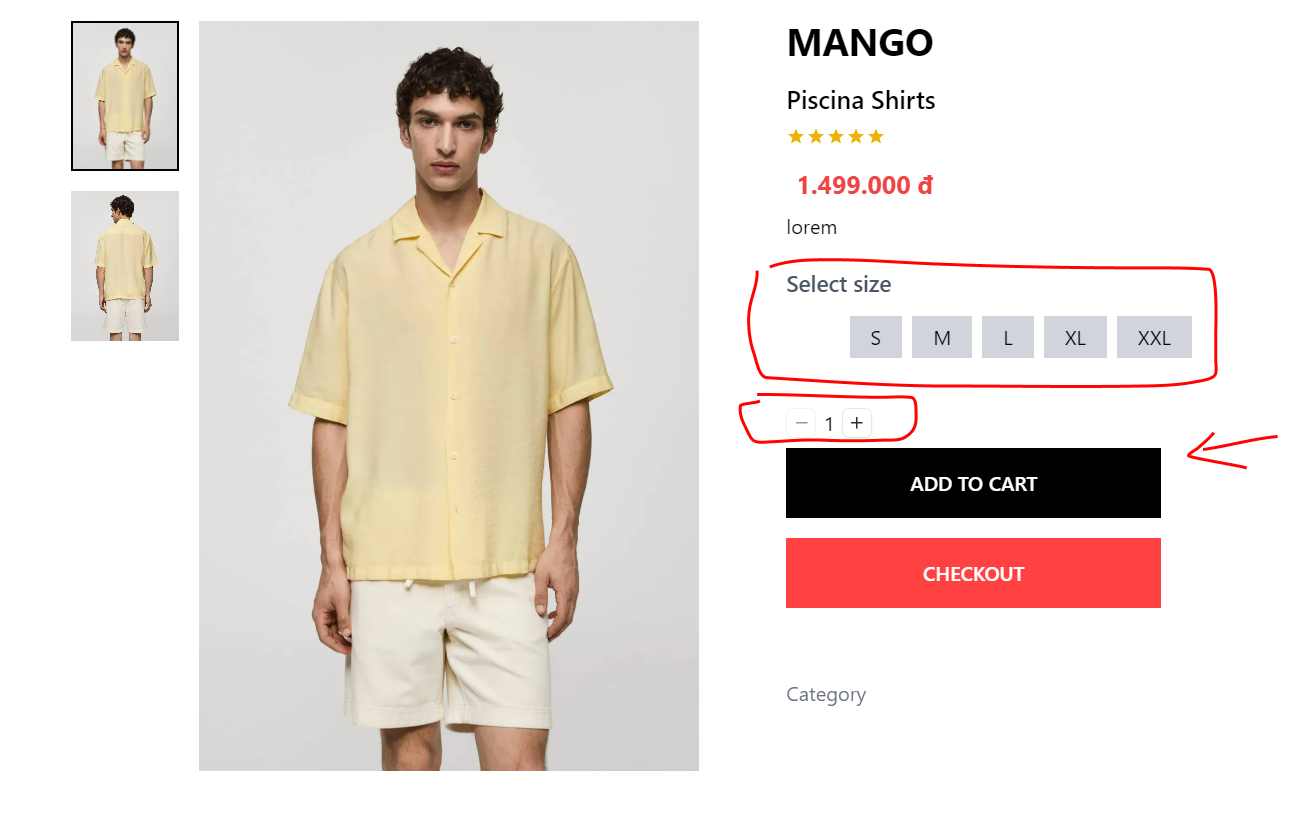 MANGO
Piscina Shirts
1.499.000 đ
lorem
Select size
S M L XL XXL
− 1 +
ADD TO CART
CHECKOUT
Category